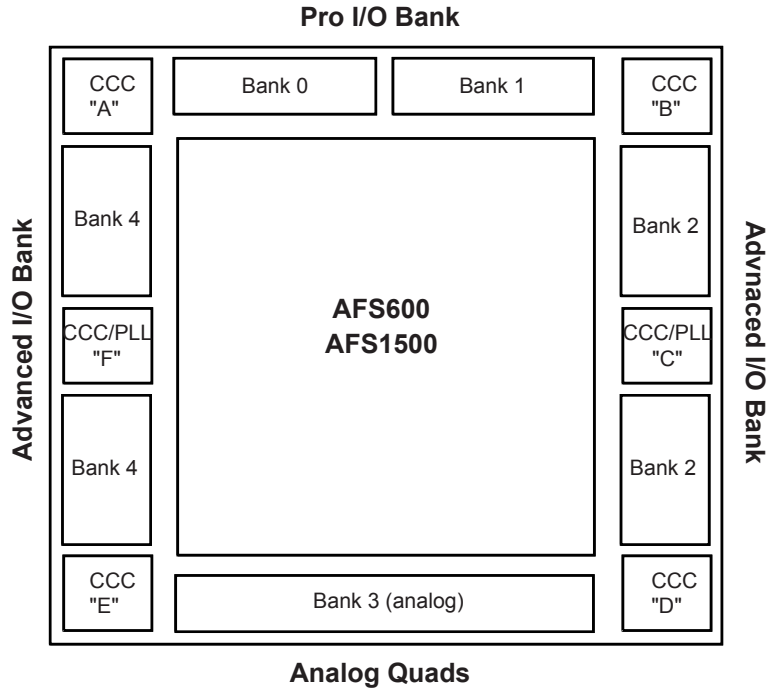 Pro I/O Bank
CCC
"A"
Bank 0
Bank 1
CCC
"B"
Bank 4
Bank 2
Advanced I/O Bank
Advnaced I/O Bank
AFS600
AFS1500
CCC/PLL
"F"
CCC/PLL
"C"
Bank 4
Bank 2
CCC
"E"
Bank 3 (analog)
CCC
"D"
Analog Quads